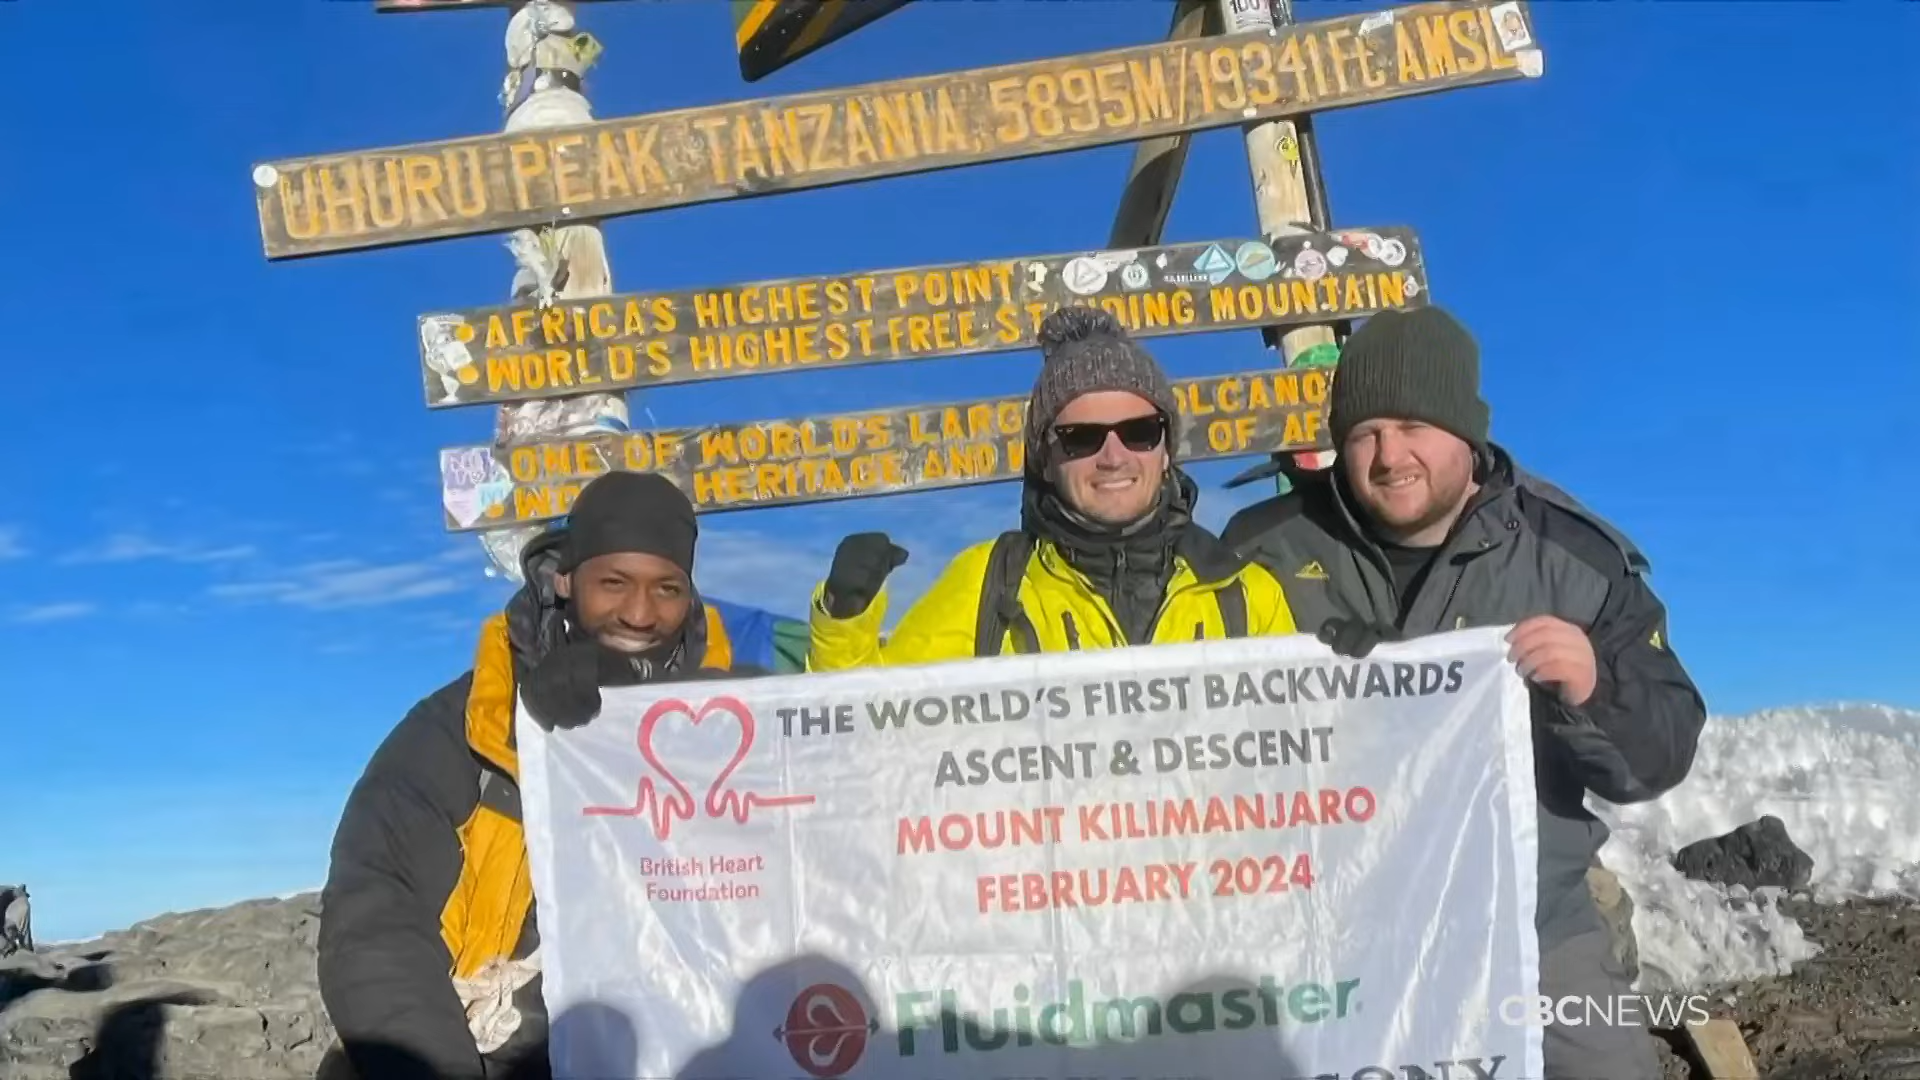 100%
UHURU PEAK, TANZANIA, 5895M/19341Ft AMSL
AFRICA'S HIGHEST POINT
WORLD'S HIGHEST FREE-ST DING MOUNTAIN
ONE OF WORLD'S LARG OLCANO
HERITAGE AND OF AF
THE WORLD'S FIRST BACKWARDS
ASCENT & DESCENT
MOUNT KILIMANJARO
FEBRUARY 2024
British Heart
Foundation
Fluidmaster
CBCNEWS